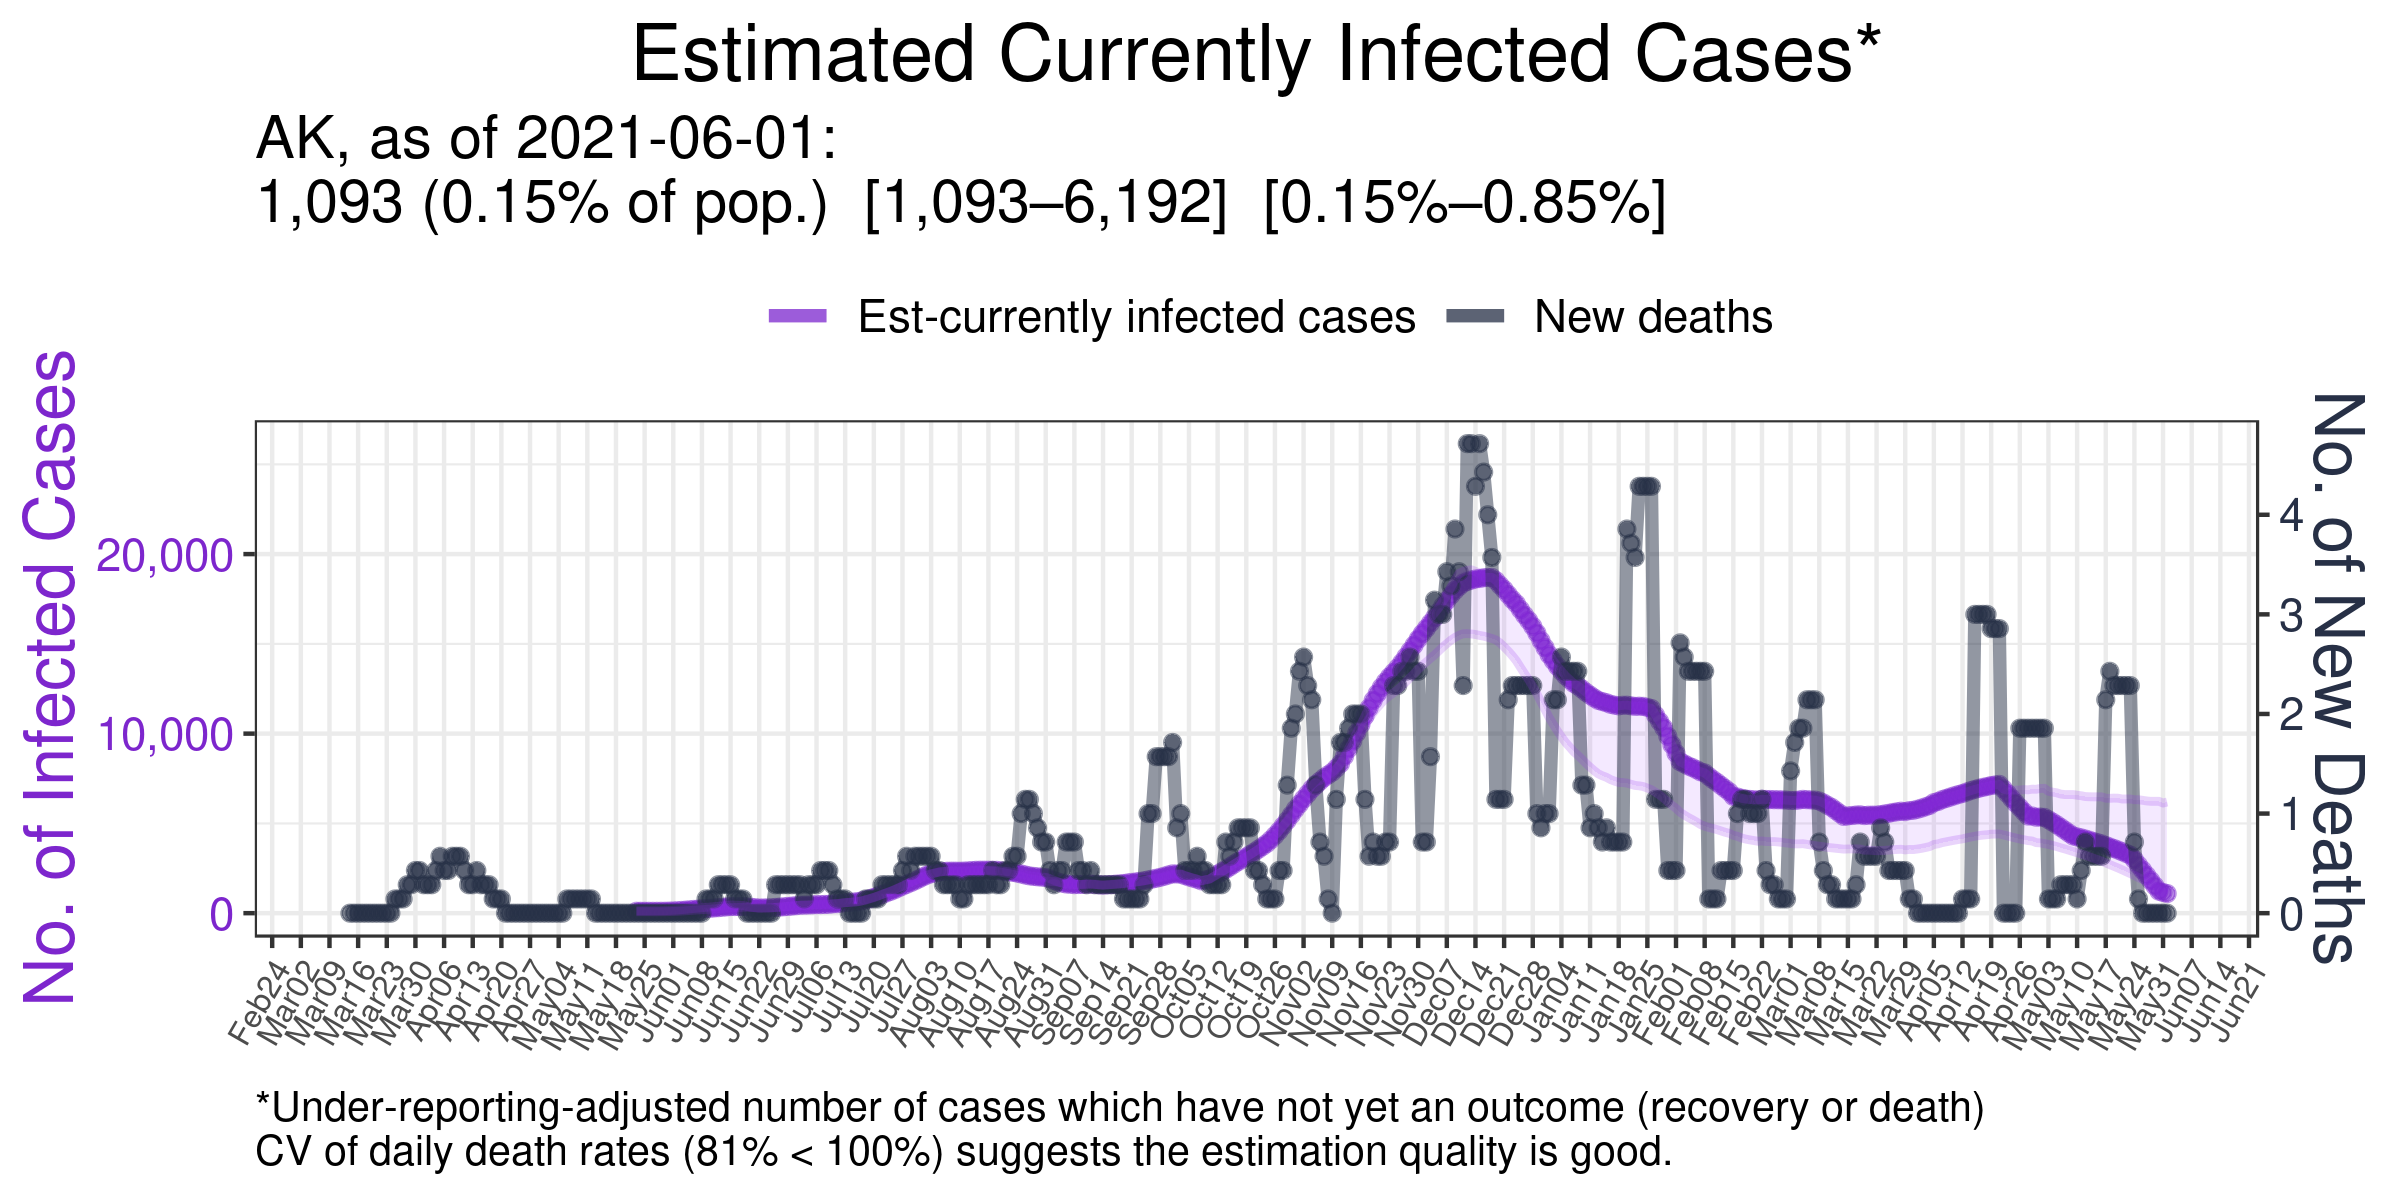 Estimated Currently Infected Cases*
AK, as of 2021-06-01:
1,093 (0.15% of pop.)  [1,093–6,192]  [0.15%–0.85%]
Est-currently infected cases
New deaths
No. of Infected Cases
20,000
10,000
0
No. of New Deaths
4
3
2
1
0
Feb24
Mar02
Mar09
Mar16
Mar23
Mar30
Apr06
Apr13
Apr20
Apr27
May04
May11
May18
May25
Jun01
Jun08
Jun15
Jun22
Jun29
Jul06
Jul13
Jul20
Jul27
Aug03
Aug10
Aug17
Aug24
Aug31
Sep07
Sep14
Sep21
Sep28
Oct05
Oct12
Oct19
Oct26
Nov02
Nov09
Nov16
Nov23
Nov30
Dec07
Dec14
Dec21
Dec28
Jan04
Jan11
Jan18
Jan25
Feb01
Feb08
Feb15
Feb22
Mar01
Mar08
Mar15
Mar22
Mar29
Apr05
Apr12
Apr19
Apr26
May03
May10
May17
May24
May31
Jun07
Jun14
Jun21
*Under-reporting-adjusted number of cases which have not yet an outcome (recovery or death)
CV of daily death rates (81% < 100%) suggests the estimation quality is good.